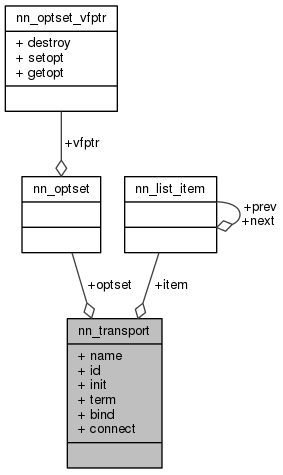 nn_optset_vfptr
+ destroy
+ setopt
+ getopt
+vfptr
nn_optset
nn_list_item
+prev
+next
+optset
+item
nn_transport
+ name
+ id
+ init
+ term
+ bind
+ connect